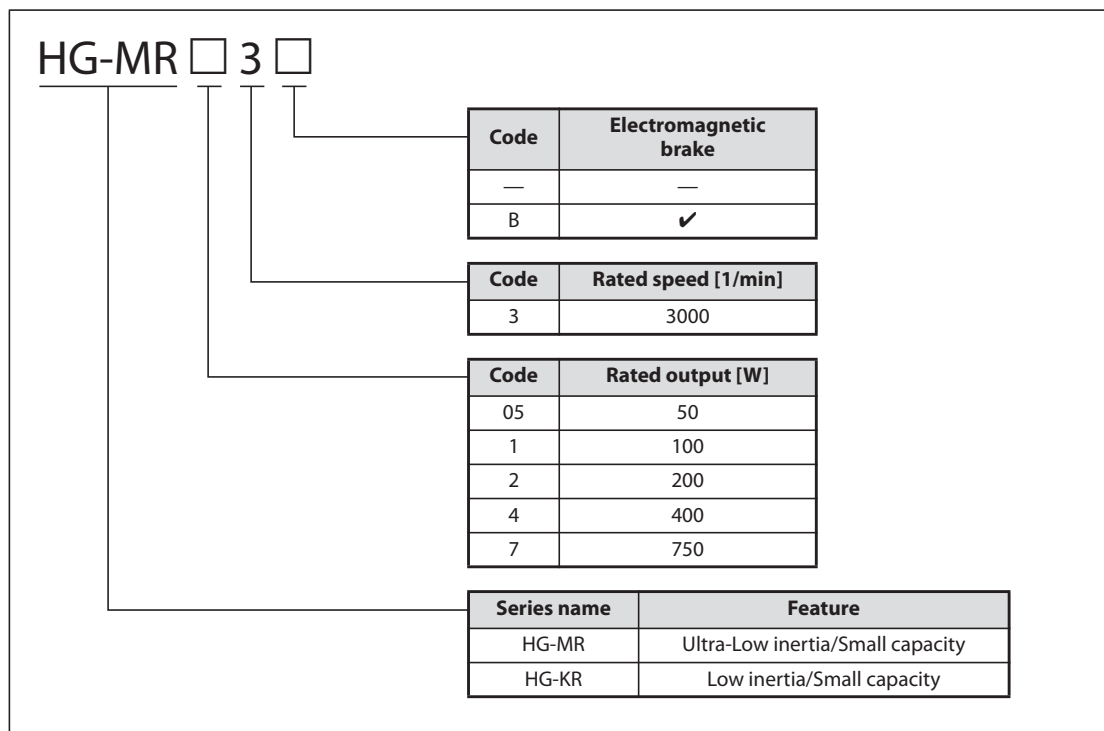 HG-MR □ 3 □
Code Electromagnetic brake
— —
B ✔
Code Rated speed [1/min]
3 3000
Code Rated output [W]
05 50
1 100
2 200
4 400
7 750
Series name Feature
HG-MR Ultra-Low inertia/Small capacity
HG-KR Low inertia/Small capacity